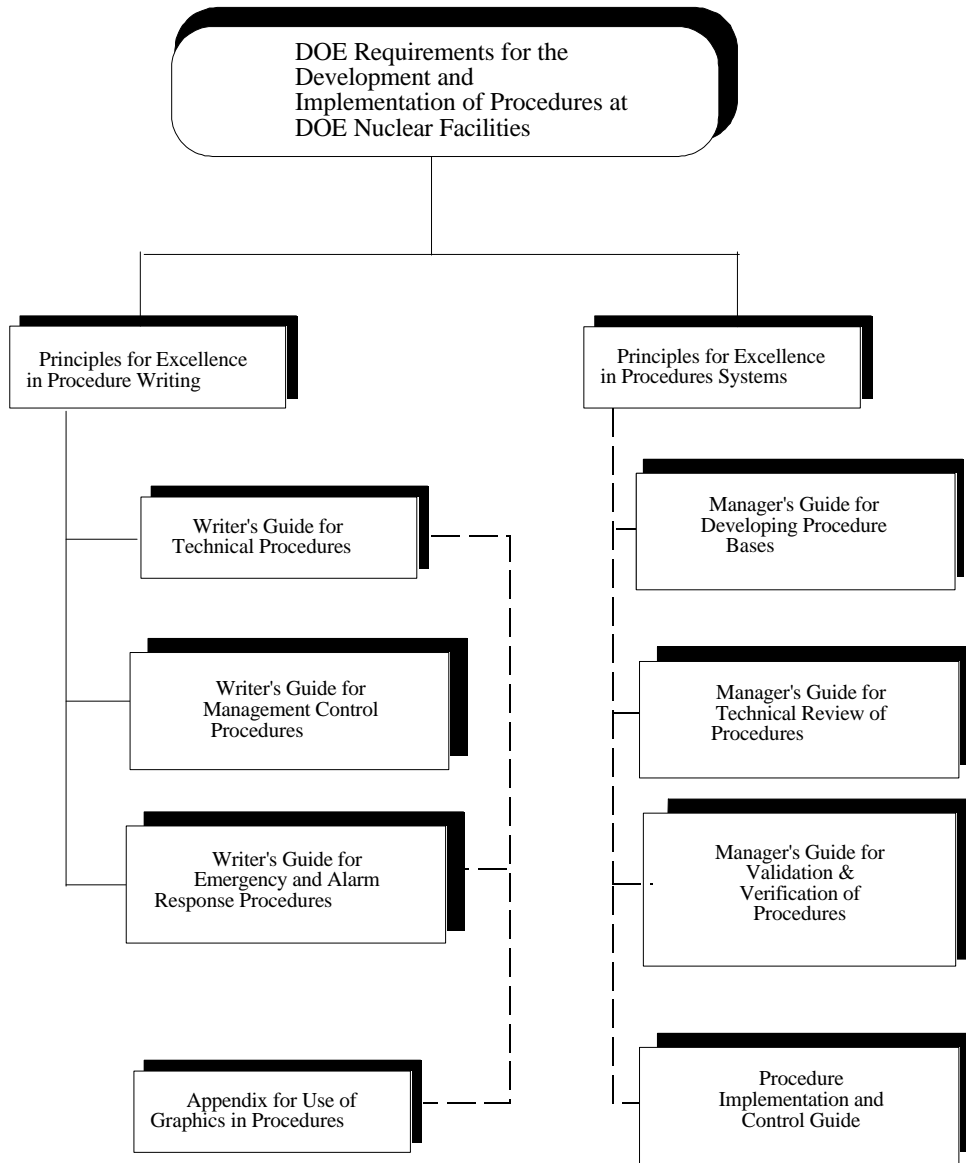 DOE Requirements for the
Development and
Implementation of Procedures at
DOE Nuclear Facilities
Principles for Excellence
in Procedure Writing
Principles for Excellence
in Procedures Systems
Writer's Guide for
Technical Procedures
Writer's Guide for
Management Control
Procedures
Writer's Guide for
Emergency and Alarm
Response Procedures
Appendix for Use of
Graphics in Procedures
Manager's Guide for
Developing Procedure
Bases
Manager's Guide for
Technical Review of
Procedures
Manager's Guide for
Validation &
Verification of
Procedures
Procedure
Implementation and
Control Guide